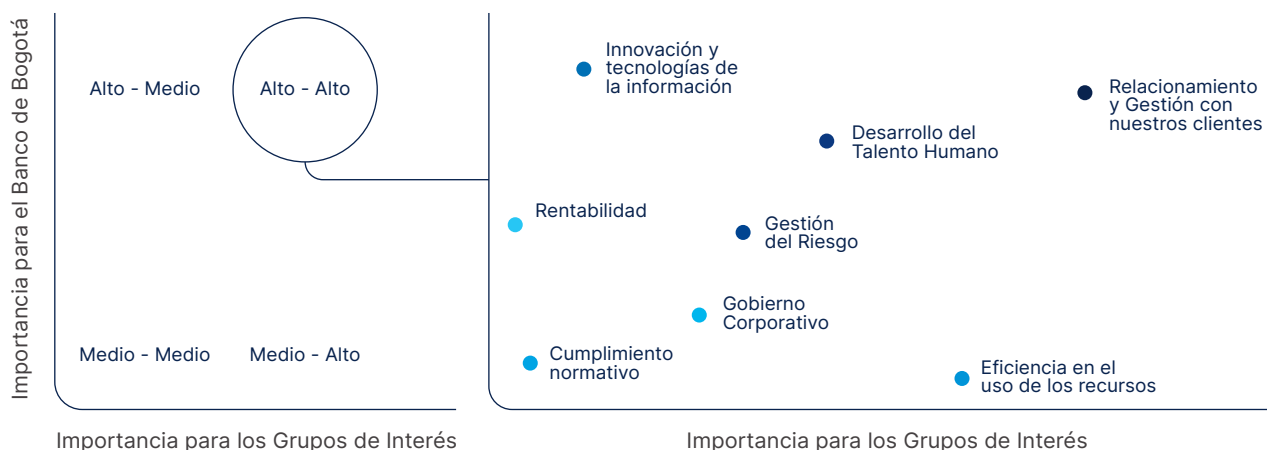 Importancia para el Banco de Bogotá
Alto - Medio
Alto - Alto
Medio - Medio
Medio - Alto
Importancia para los Grupos de Interés
Innovación y
tecnologías de
la información
Relacionamiento
y Gestión con
nuestros clientes
Desarrollo del
Talento Humano
Rentabilidad
Gestión
del Riesgo
Gobierno
Corporativo
Cumplimiento
normativo
Eficiencia en el
uso de los recursos
Importancia para los Grupos de Interés